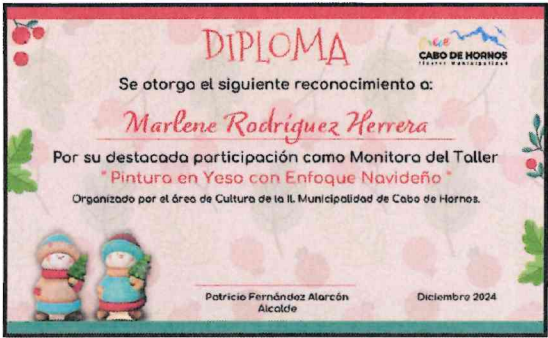 DIPLOMA
CABO DE HORNOS
Ilustre Municipalidad
Se otorga el siguiente reconocimiento a:
Marlene Rodríguez Herrera
Por su destacada participación como Monitora del Taller
" Pintura en Yeso con Enfoque Navideño "
Organizado por el área de Cultura de la IL Municipalidad de Cabo de Hornos.
Patricio Fernández Alarcón
Diciembre 2024
Alcalde